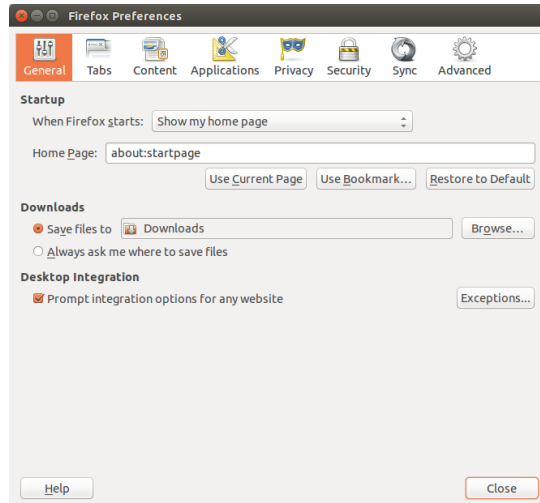 Firefox Preferences
General Tabs Content Applications Privacy Security Sync Advanced
Startup
When Firefox starts: Show my home page
Home Page: about:startpage
Use Current Page Use Bookmark... Restore to Default
Downloads
Save files to Downloads Browse...
Always ask me where to save files
Desktop Integration
Prompt integration options for any website Exceptions...
Help Close